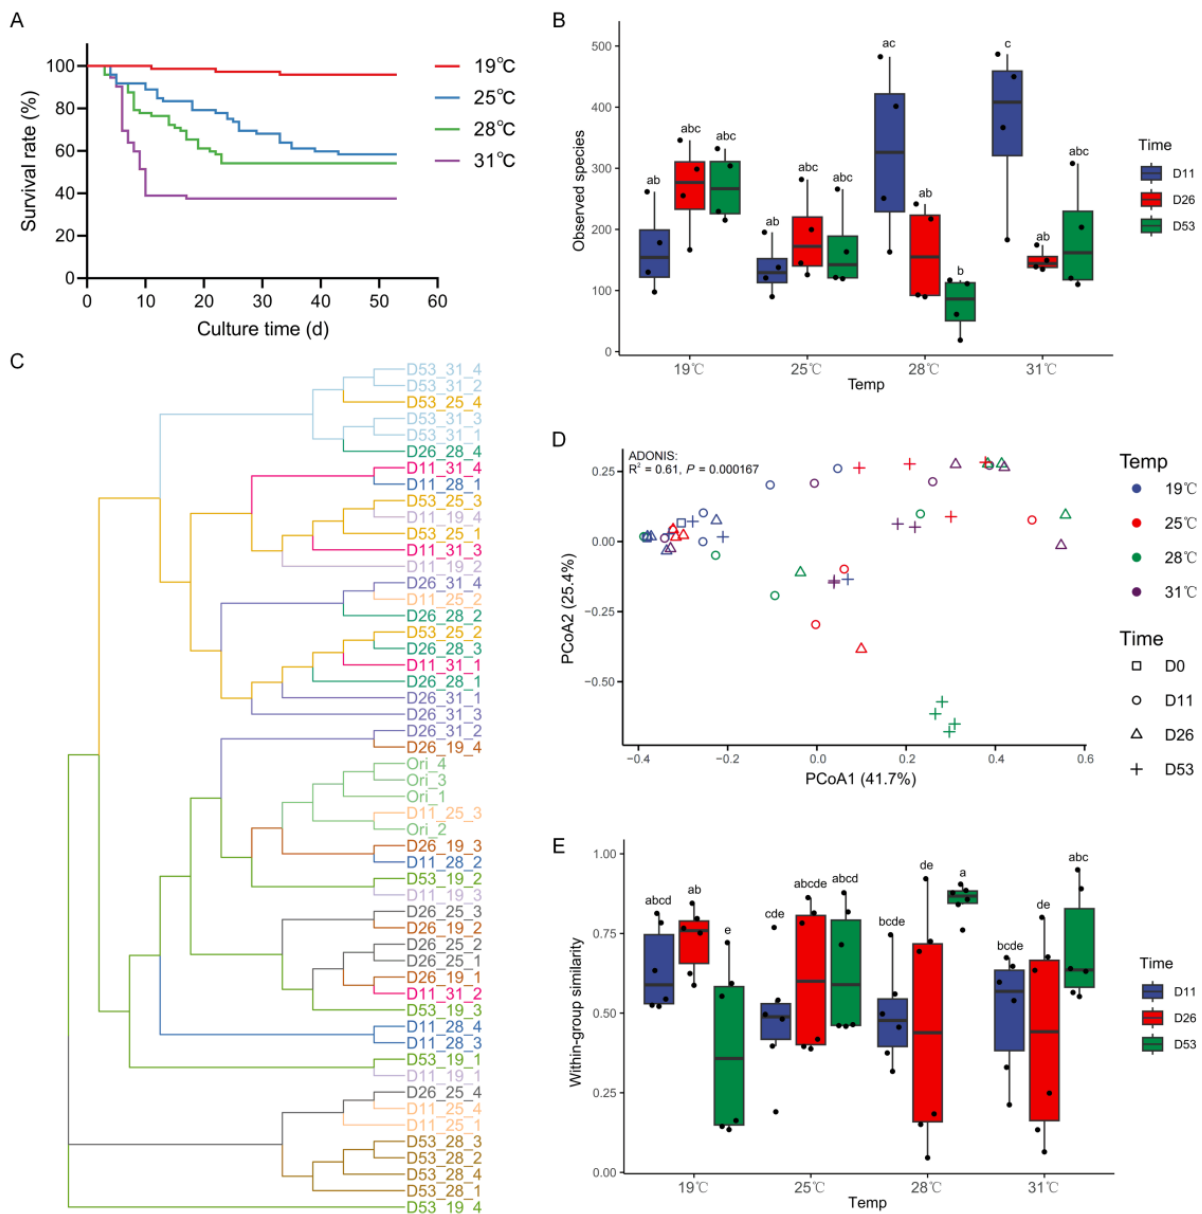 A
100
80
60
40
20
0
Survival rate (%)
0 10 20 30 40 50 60
Culture time (d)
19℃
25℃
28℃
31℃
B
500
400
300
200
100
0
Observed species
ab
abc
abc
ab
abc
abc
ac
ab
b
c
ab
abc
19℃ 25℃ 28℃ 31℃
Temp
Time
D11
D26
D53
C
D53_31_4
D53_31_2
D53_25_4
D53_31_3
D53_31_1
D26_28_4
D11_31_4
D11_28_1
D53_25_3
D11_19_4
D53_25_1
D11_31_3
D11_19_2
D26_31_4
D11_25_2
D26_28_2
D53_25_2
D26_28_3
D11_31_1
D26_28_1
D26_31_1
D26_31_3
D26_31_2
D26_19_4
Ori_4
Ori_3
Ori_1
D11_25_3
Ori_2
D26_19_3
D11_28_2
D53_19_2
D11_19_3
D26_25_3
D26_19_2
D26_25_2
D26_25_1
D26_19_1
D11_31_2
D53_19_3
D11_28_4
D11_28_3
D53_19_1
D11_19_1
D26_25_4
D11_25_4
D11_25_1
D53_28_3
D53_28_2
D53_28_4
D53_28_1
D53_19_4
D
ADONIS:
R² = 0.61, P = 0.000167
0.25
0.00
−0.25
−0.50
PCoA2 (25.4%)
−0.4 −0.2 0.0 0.2 0.4 0.6
PCoA1 (41.7%)
Temp
19℃
25℃
28℃
31℃
Time
D0
D11
D26
D53
E
1.00
0.75
0.50
0.25
0.00
Within-group similarity
abcd
ab
e
cde
abcde
abcd
bcde
de
a
bcde
de
abc
19℃ 25℃ 28℃ 31℃
Temp
Time
D11
D26
D53